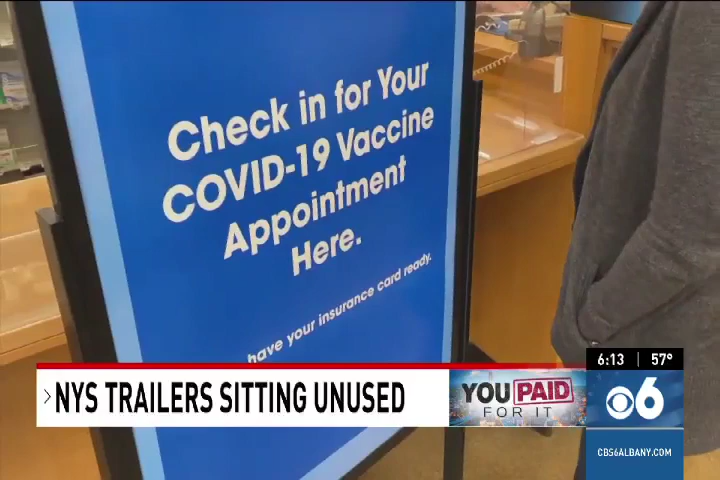 Check in for Your
COVID-19 Vaccine
Appointment
Here.
have your insurance card ready.
NYS TRAILERS SITTING UNUSED
YOU PAID
FOR IT
6:13 | 57°
6
CBS6ALBANY.COM